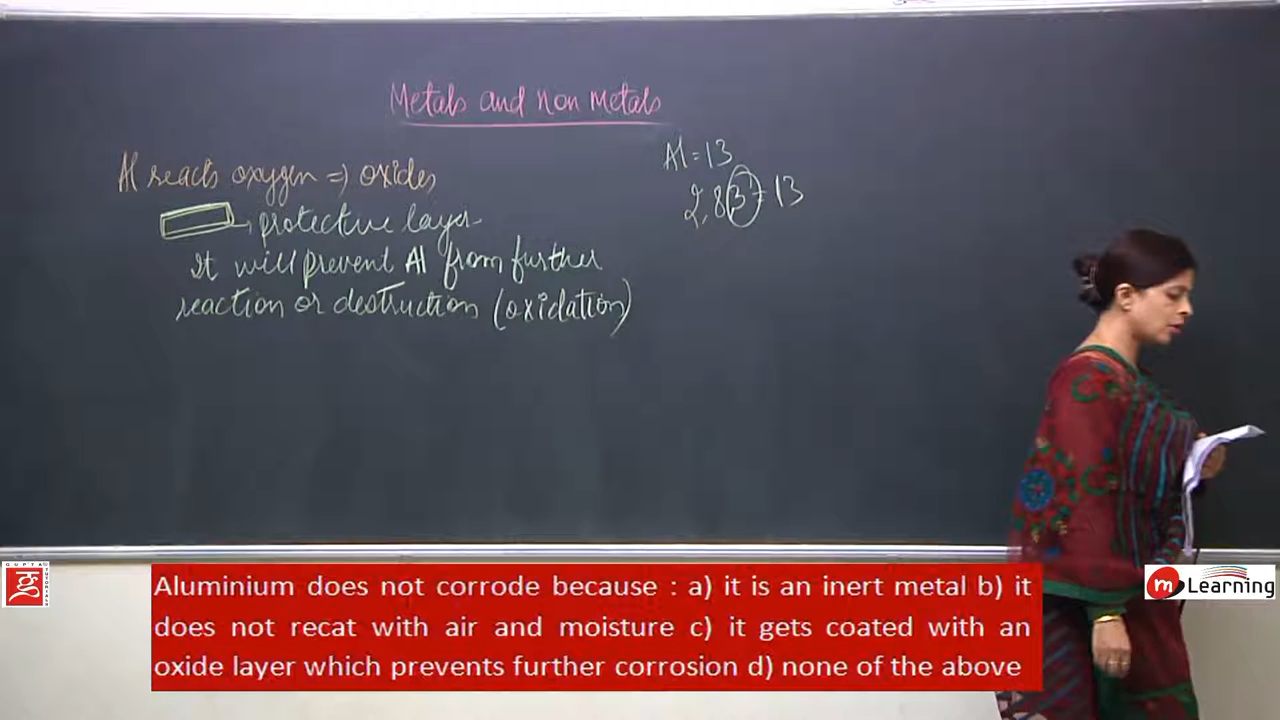 Metals and non Metals
Al reacts oxygen => oxides
protective layer
It will prevent Al from further
reaction or destruction (oxidation)
Al = 13
2,8,3 = 13
GUPTA
TUTORIALS
m Learning
Aluminium does not corrode because : a) it is an inert metal b) it
does not recat with air and moisture c) it gets coated with an
oxide layer which prevents further corrosion d) none of the above